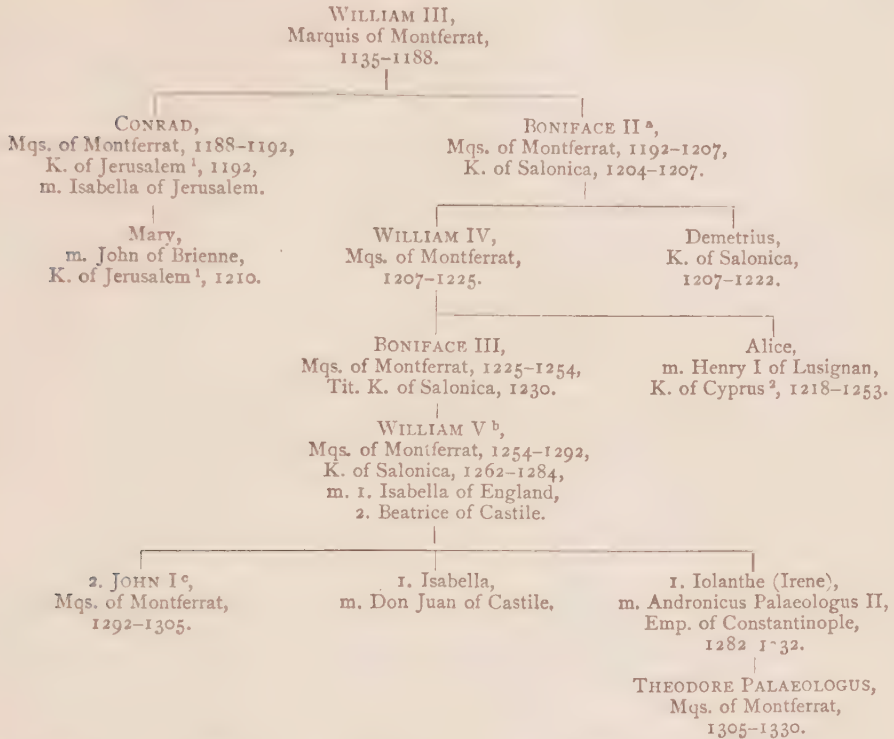 WILLIAM III,
Marquis of Montferrat,
1135–1188.
CONRAD,
Mqs. of Montferrat, 1188–1192,
K. of Jerusalem ¹, 1192,
m. Isabella of Jerusalem.
BONIFACE II ᵃ,
Mqs. of Montferrat, 1192–1207,
K. of Salonica, 1204–1207.
Mary,
m. John of Brienne,
K. of Jerusalem ¹, 1210.
WILLIAM IV,
Mqs. of Montferrat,
1207–1225.
Demetrius,
K. of Salonica,
1207–1222.
BONIFACE III,
Mqs. of Montferrat, 1225–1254,
Tit. K. of Salonica, 1230.
Alice,
m. Henry I of Lusignan,
K. of Cyprus ², 1218–1253.
WILLIAM V ᵇ,
Mqs. of Montferrat, 1254–1292,
K. of Salonica, 1262–1284,
m. 1. Isabella of England,
2. Beatrice of Castile.
2. JOHN I ᶜ,
Mqs. of Montferrat,
1292–1305.
1. Isabella,
m. Don Juan of Castile.
1. Iolanthe (Irene),
m. Andronicus Palaeologus II,
Emp. of Constantinople,
1282
THEODORE PALAEOLOGUS,
Mqs. of Montferrat,
1305–1330.